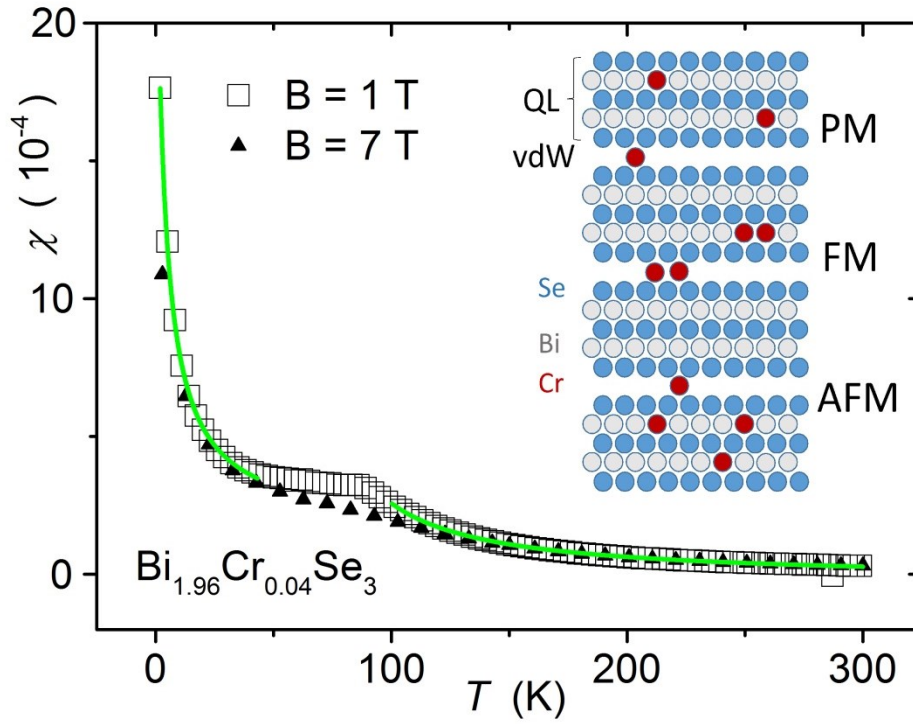 20
10
0
χ ( 10⁻⁴)
0
100
200
300
T (K)
B = 1 T
B = 7 T
Bi₁.₉₆Cr₀.₀₄Se₃
QL
vdW
PM
FM
AFM
Se
Bi
Cr